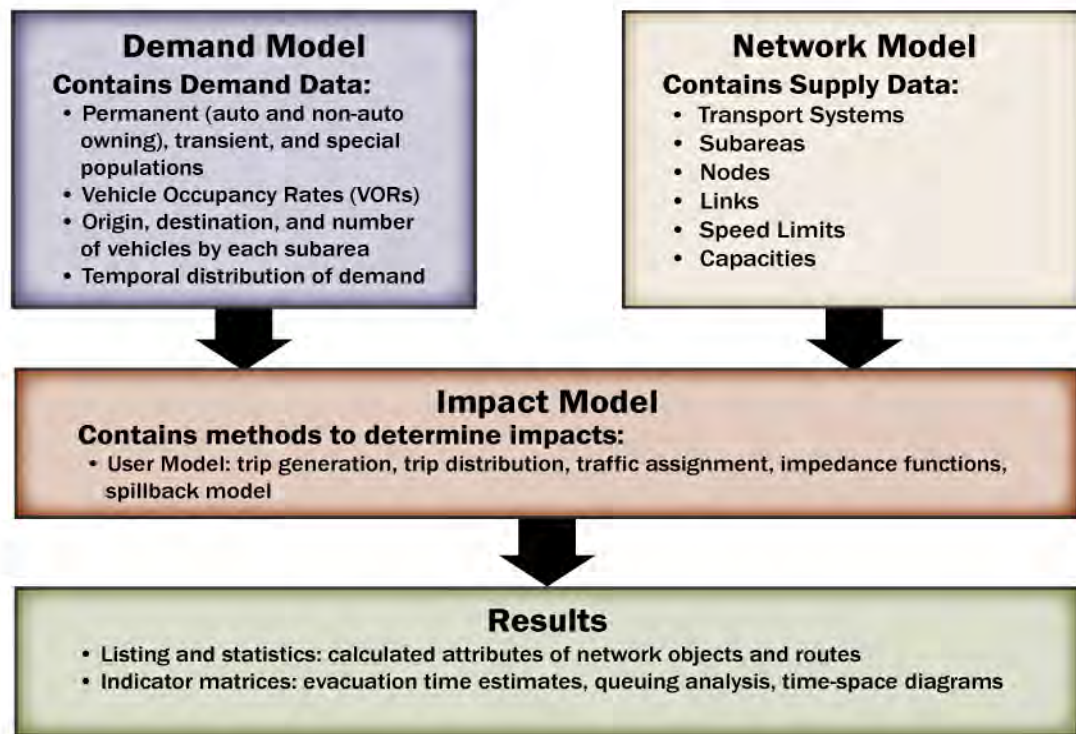 Demand Model
Contains Demand Data:
• Permanent (auto and non-auto
owning), transient, and special
populations
• Vehicle Occupancy Rates (VORs)
• Origin, destination, and number
of vehicles by each subarea
• Temporal distribution of demand
Network Model
Contains Supply Data:
• Transport Systems
• Subareas
• Nodes
• Links
• Speed Limits
• Capacities
Impact Model
Contains methods to determine impacts:
• User Model: trip generation, trip distribution, traffic assignment, impedance functions,
spillback model
Results
• Listing and statistics: calculated attributes of network objects and routes
• Indicator matrices: evacuation time estimates, queuing analysis, time-space diagrams